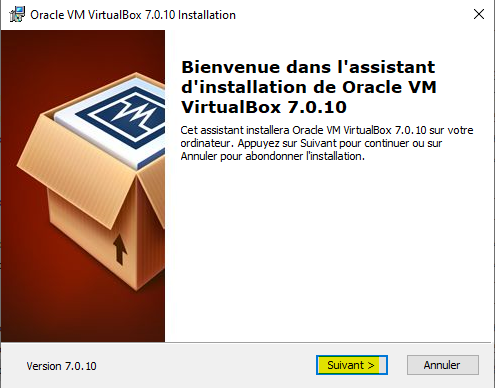 Oracle VM VirtualBox 7.0.10 Installation
Bienvenue dans l'assistant
d'installation de Oracle VM
VirtualBox 7.0.10
Cet assistant installera Oracle VM VirtualBox 7.0.10 sur votre
ordinateur. Appuyez sur Suivant pour continuer ou sur
Annuler pour abondonner l'installation.
Version 7.0.10
Suivant >
Annuler